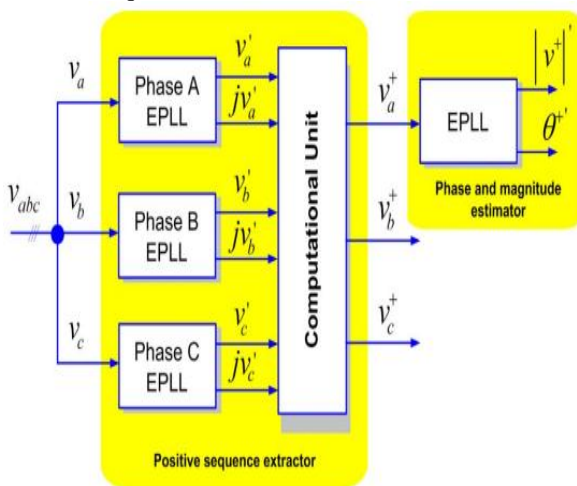 v_a
Phase A
EPLL
v_a'
jv_a'
v_abc
v_b
Phase B
EPLL
v_b'
jv_b'
v_c
Phase C
EPLL
v_c'
jv_c'
Computational Unit
v_a^+
v_b^+
v_c^+
EPLL
|v^+|'
θ^+'
Phase and magnitude
estimator
Positive sequence extractor